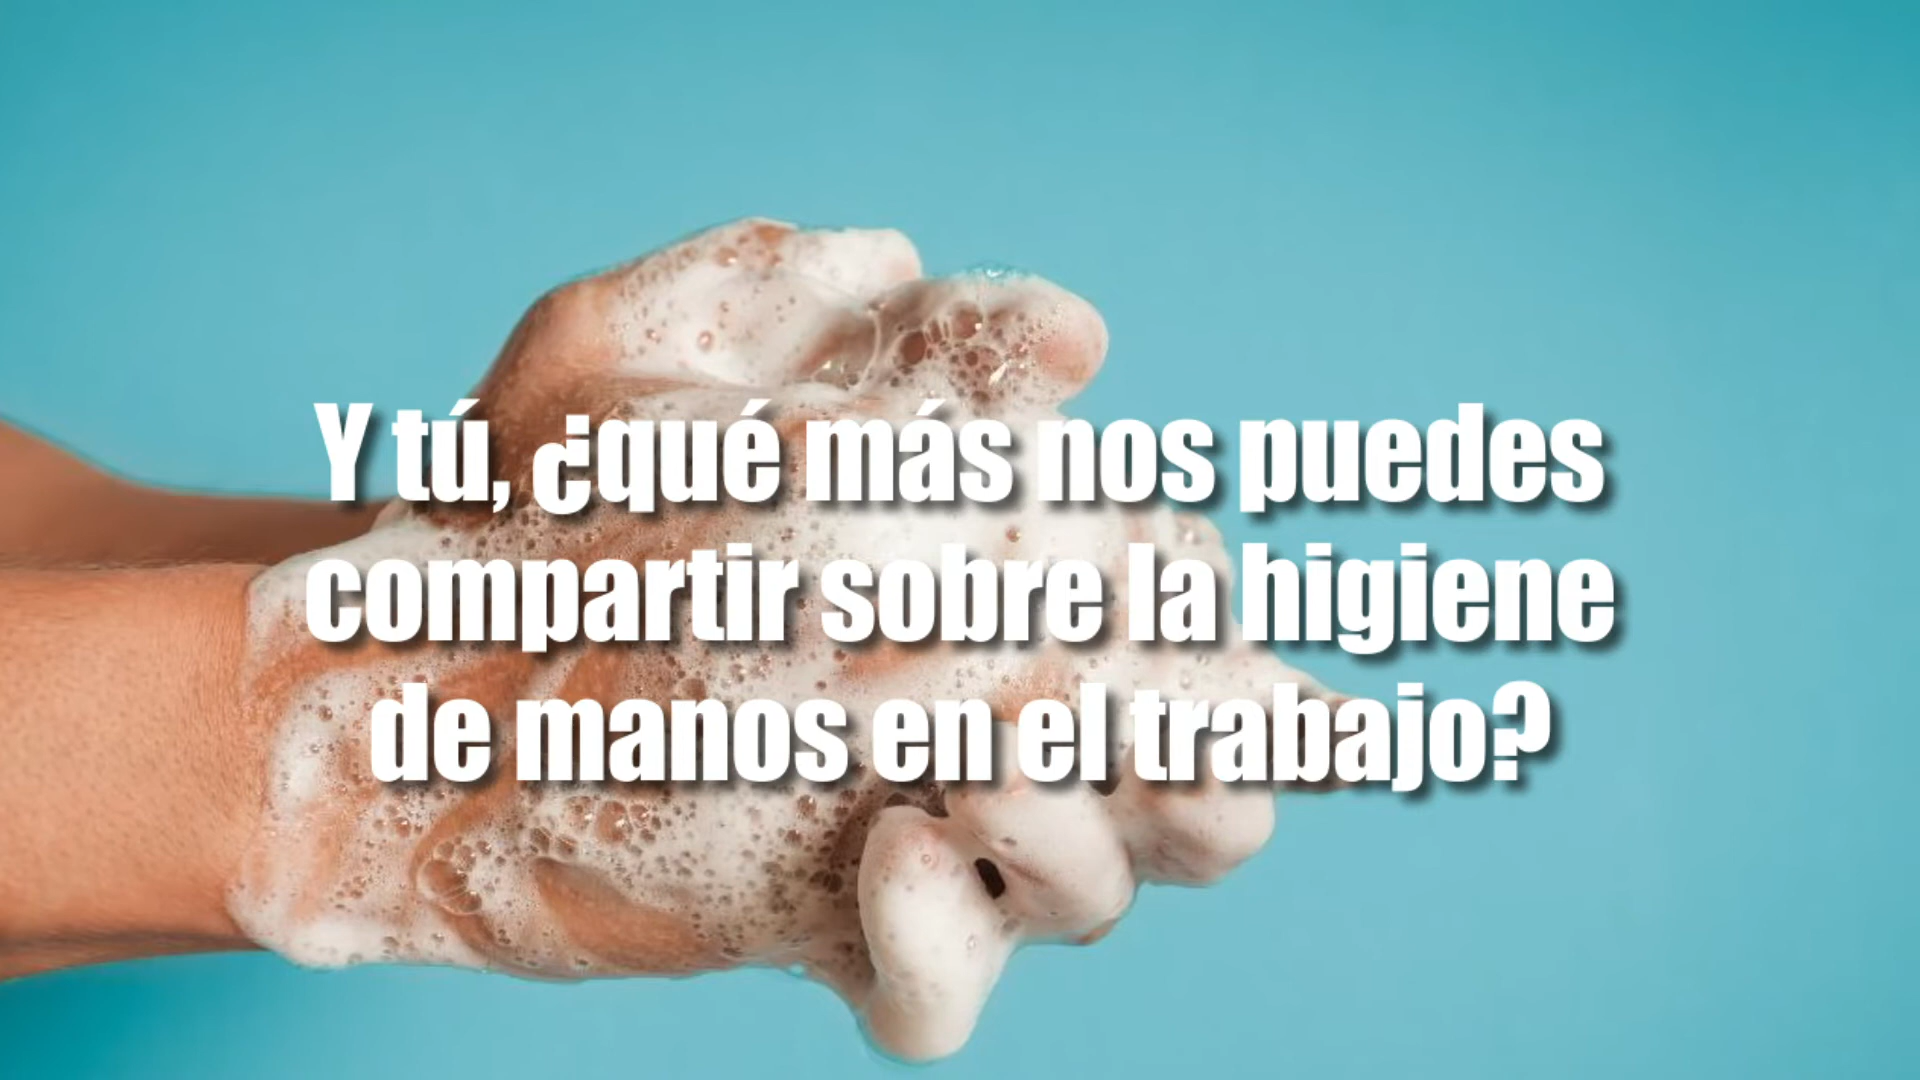 Y tú, ¿qué más nos puedes
compartir sobre la higiene
de manos en el trabajo?